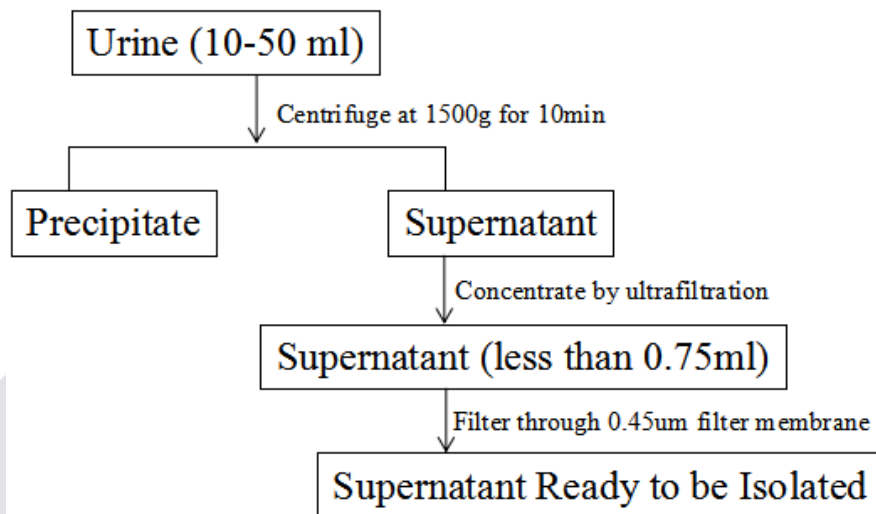 Urine (10-50 ml)
Centrifuge at 1500g for 10min
Precipitate
Supernatant
Concentrate by ultrafiltration
Supernatant (less than 0.75ml)
Filter through 0.45um filter membrane
Supernatant Ready to be Isolated